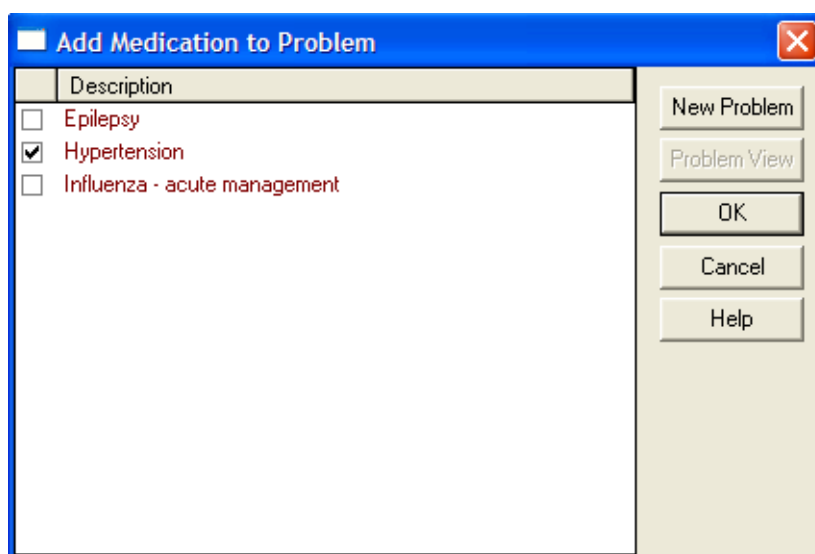 Add Medication to Problem
Description
Epilepsy
Hypertension
Influenza - acute management
New Problem
Problem View
OK
Cancel
Help